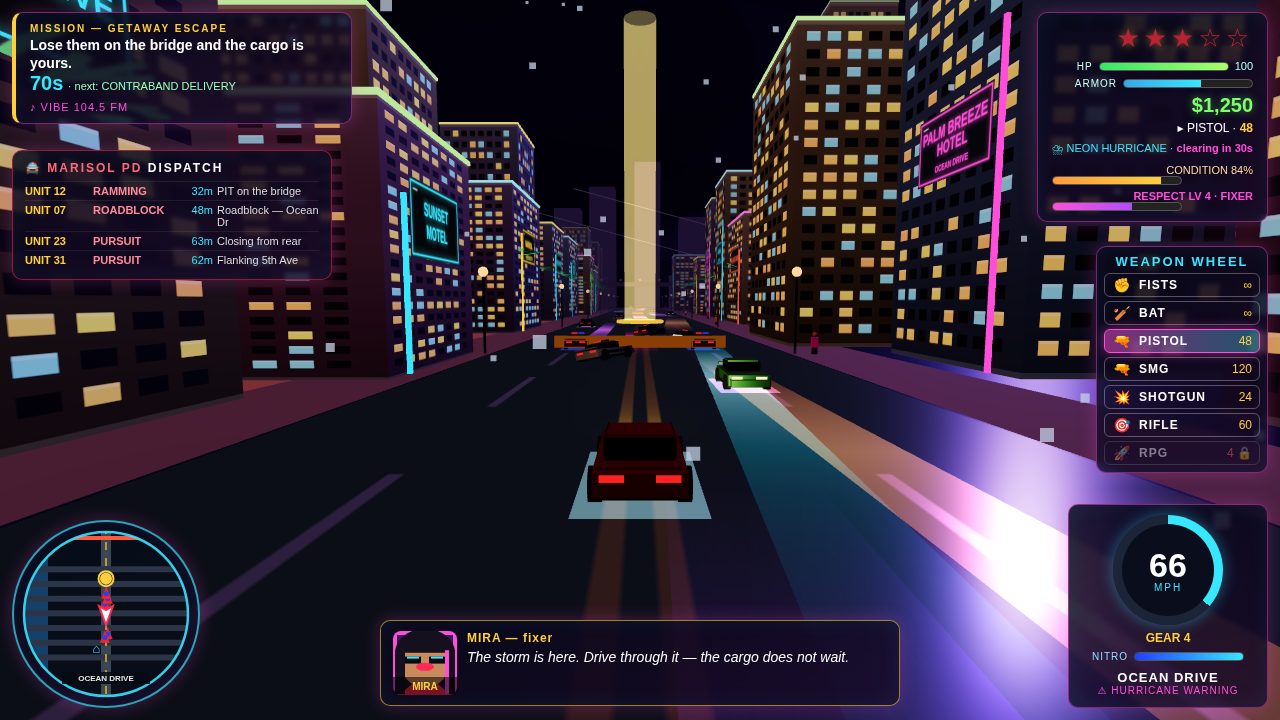 MISSION — GETAWAY ESCAPE
Lose them on the bridge and the cargo is
yours.
70s · next: CONTRABAND DELIVERY
♪ VIBE 104.5 FM
🚔 MARISOL PD DISPATCH
UNIT 12 RAMMING 32m PIT on the bridge
UNIT 07 ROADBLOCK 48m Roadblock — Ocean
Dr
UNIT 23 PURSUIT 63m Closing from rear
UNIT 31 PURSUIT 62m Flanking 5th Ave
SUNSET
MOTEL
PALM BREEZE
HOTEL
OCEAN DRIVE
★ ★ ★ ☆ ☆
HP 100
ARMOR
$1,250
▸ PISTOL · 48
⛈ NEON HURRICANE · clearing in 30s
CONDITION 84%
RESPECT LV 4 · FIXER
WEAPON WHEEL
✊ FISTS ∞
BAT ∞
🔫 PISTOL 48
🔫 SMG 120
💥 SHOTGUN 24
🎯 RIFLE 60
🚀 RPG 4 🔒
66
MPH
GEAR 4
NITRO
OCEAN DRIVE
⚠ HURRICANE WARNING
OCEAN DRIVE
MIRA
MIRA — fixer
The storm is here. Drive through it — the cargo does not wait.